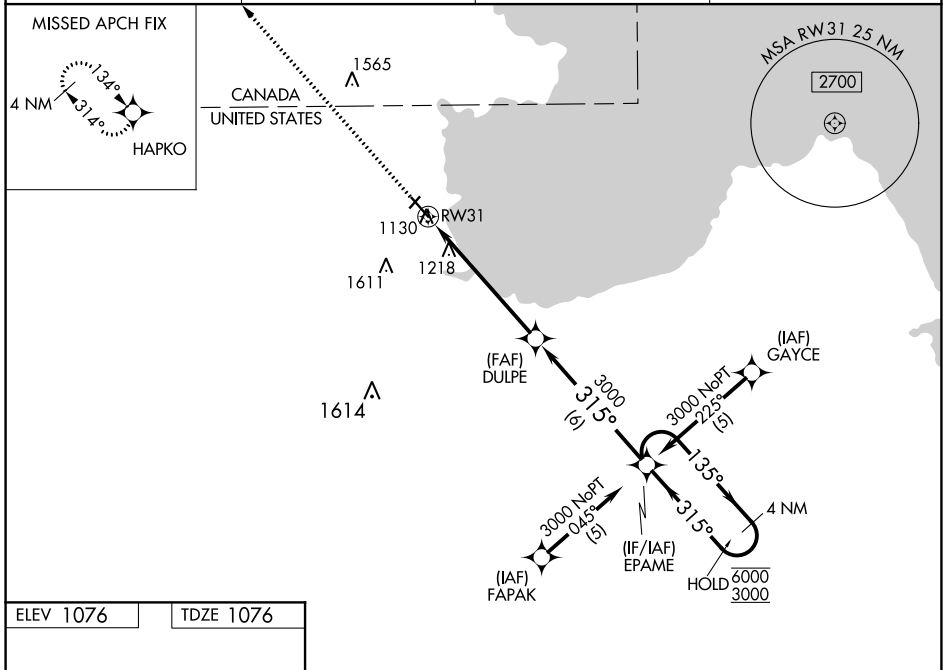 MISSED APCH FIX
134°
4 NM
314°
HAPKO
1565
CANADA
UNITED STATES
MSA RW31 25 NM
2700
RW31
1130
1218
1611
(FAF)
DULPE
(IAF)
GAYCE
1614
3000
315°
(6)
3000 NoPT
225°
(5)
135°
4 NM
315°
3000 NoPT
045°
(5)
(IF/IAF)
EPAME
(IAF)
FAPAK
HOLD 6000
3000
ELEV 1076
TDZE 1076